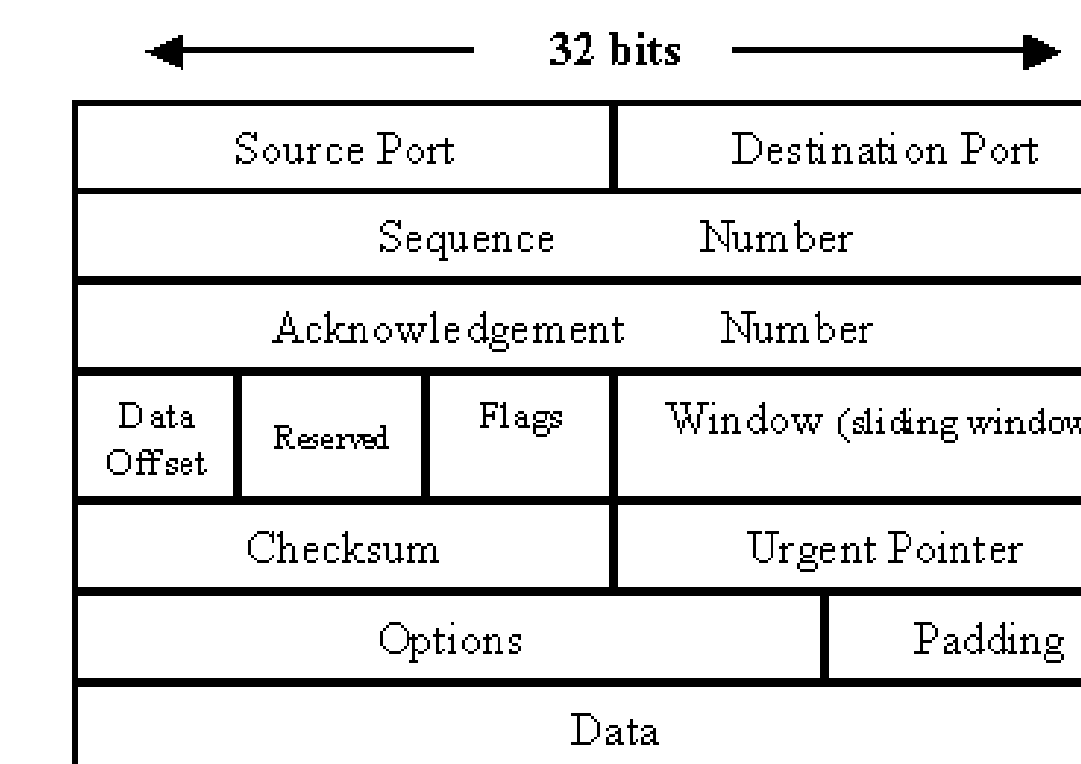 32 bits
Source Port Destination Port
Sequence Number
Acknowledgement Number
Data Offset Reserved Flags Window (sliding window
Checksum Urgent Pointer
Options Padding
Data